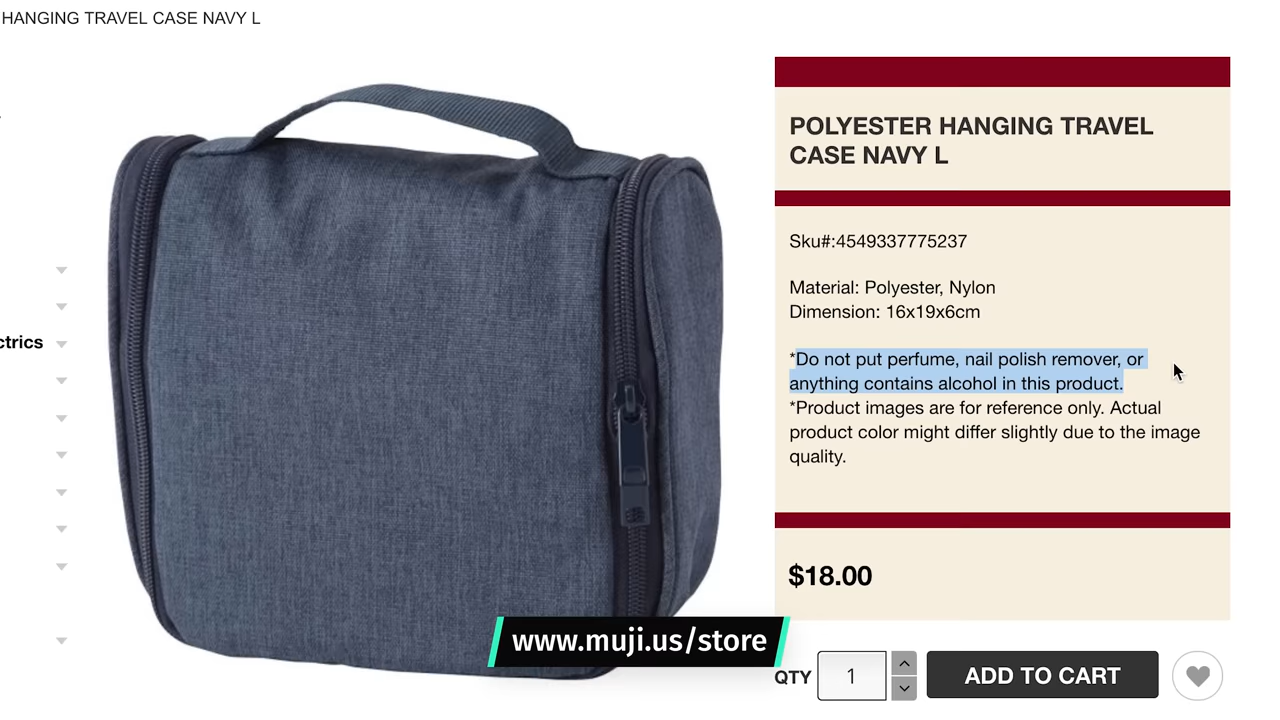 HANGING TRAVEL CASE NAVY L
POLYESTER HANGING TRAVEL
CASE NAVY L
Sku#:4549337775237
Material: Polyester, Nylon
Dimension: 16x19x6cm
ctrics
*Do not put perfume, nail polish remover, or
anything contains alcohol in this product.
*Product images are for reference only. Actual
product color might differ slightly due to the image
quality.
$18.00
www.muji.us/store
QTY 1 ADD TO CART